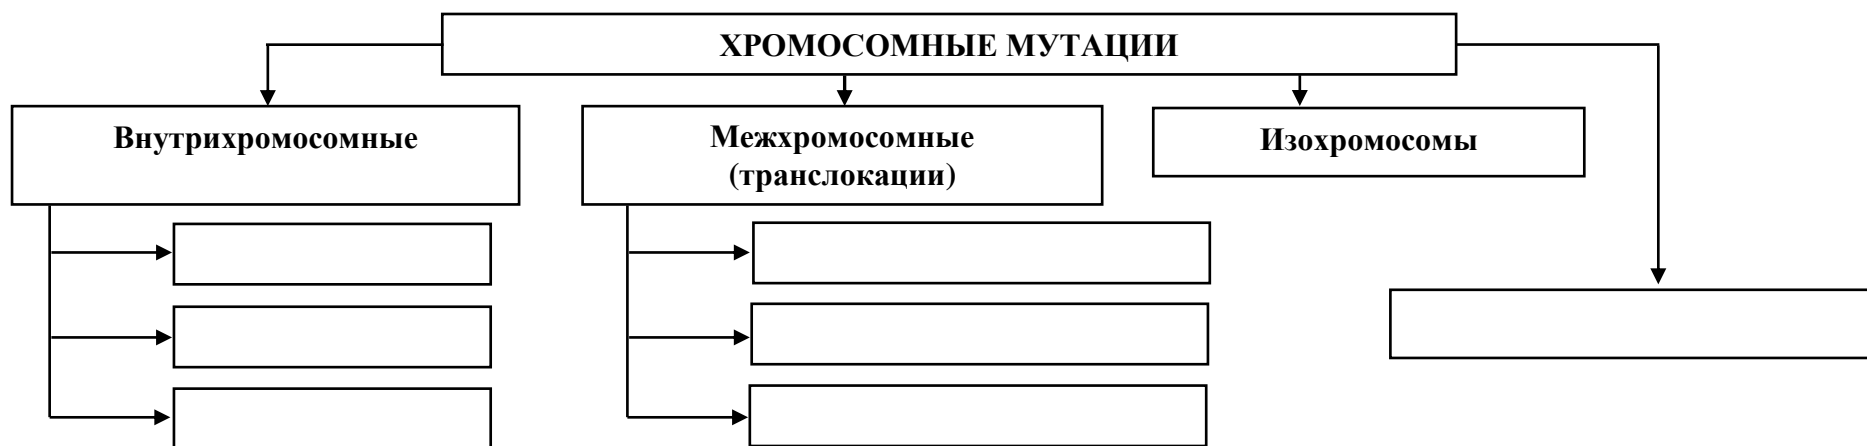 ХРОМОСОМНЫЕ МУТАЦИИ
Внутрихромосомные
Межхромосомные
(транслокации)
Изохромосомы